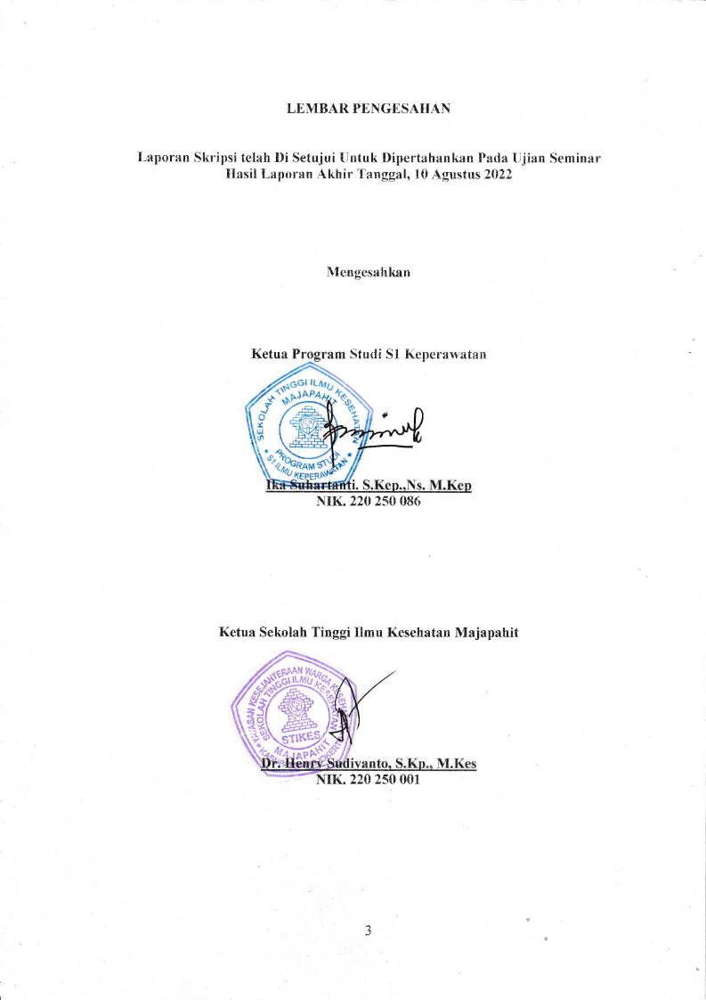 LEMBAR PENGESAHAN
Laporan Skripsi telah Di Setujui Untuk Dipertahankan Pada Ujian Seminar
Hasil Laporan Akhir Tanggal, 10 Agustus 2022
Mengesahkan
Ketua Program Studi S1 Keperawatan
SEKOLAH TINGGI ILMU KESEHATAN
MAJAPAHIT
PROGRAM STUDI
* S1 ILMU KEPERAWATAN *
Ika Suhartanti. S.Kep.,Ns. M.Kep
NIK. 220 250 086
Ketua Sekolah Tinggi Ilmu Kesehatan Majapahit
YAYASAN KESEJAHTERAAN WARGA
SEKOLAH TINGGI ILMU KESEHATAN
STIKES
MAJAPAHIT
Dr. Henry Sudiyanto, S.Kp., M.Kes
NIK. 220 250 001
3